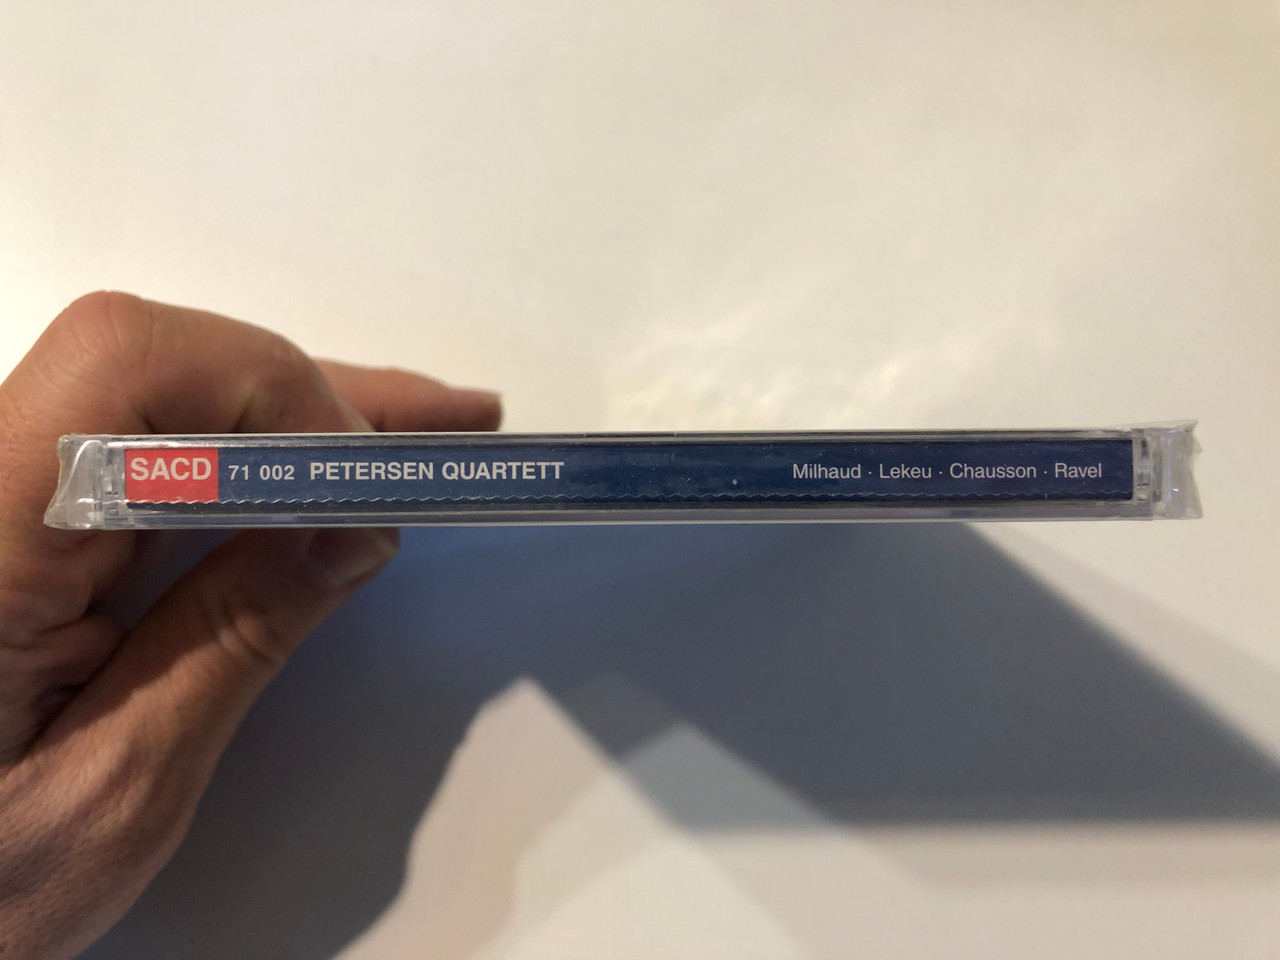 SACD 71 002 PETERSEN QUARTETT Milhaud · Lekeu · Chausson · Ravel